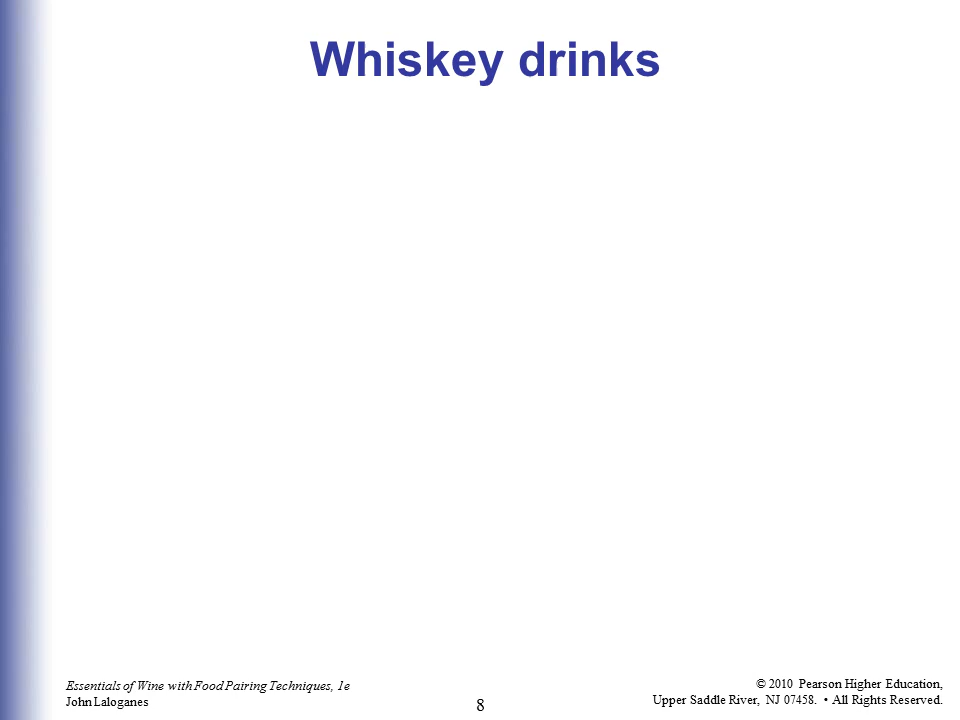 Whiskey drinks
Essentials of Wine with Food Pairing Techniques, 1e
John Laloganes
8
© 2010 Pearson Higher Education,
Upper Saddle River, NJ 07458. • All Rights Reserved.